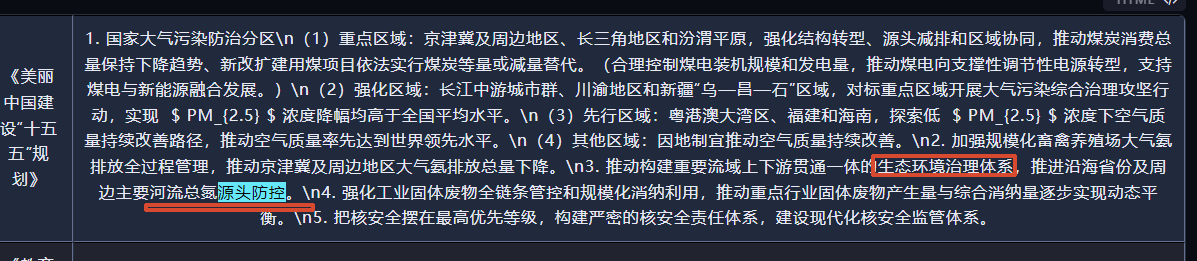 HTML </>
1. 国家大气污染防治分区\n（1）重点区域：京津冀及周边地区、长三角地区和汾渭平原，强化结构转型、源头减排和区域协同，推动煤炭消费总
量保持下降趋势、新改扩建用煤项目依法实行煤炭等量或减量替代。（合理控制煤电装机规模和发电量，推动煤电向支撑性调节性电源转型，支持
煤电与新能源融合发展。）\n（2）强化区域：长江中游城市群、川渝地区和新疆“乌—昌—石”区域，对标重点区域开展大气污染综合治理攻坚行
动，实现 $ PM_{2.5} $ 浓度降幅均高于全国平均水平。\n（3）先行区域：粤港澳大湾区、福建和海南，探索低 $ PM_{2.5} $ 浓度下空气质
量持续改善路径，推动空气质量率先达到世界领先水平。\n（4）其他区域：因地制宜推动空气质量持续改善。\n2. 加强规模化畜禽养殖场大气氨
排放全过程管理，推动京津冀及周边地区大气氨排放总量下降。\n3. 推动构建重要流域上下游贯通一体的生态环境治理体系，推进沿海省份及周
边主要河流总氮源头防控。\n4. 强化工业固体废物全链条管控和规模化消纳利用，推动重点行业固体废物产生量与综合消纳量逐步实现动态平
衡。\n5. 把核安全摆在最高优先等级，构建严密的核安全责任体系，建设现代化核安全监管体系。
《美丽
中国建
设“十五
五”规
划》